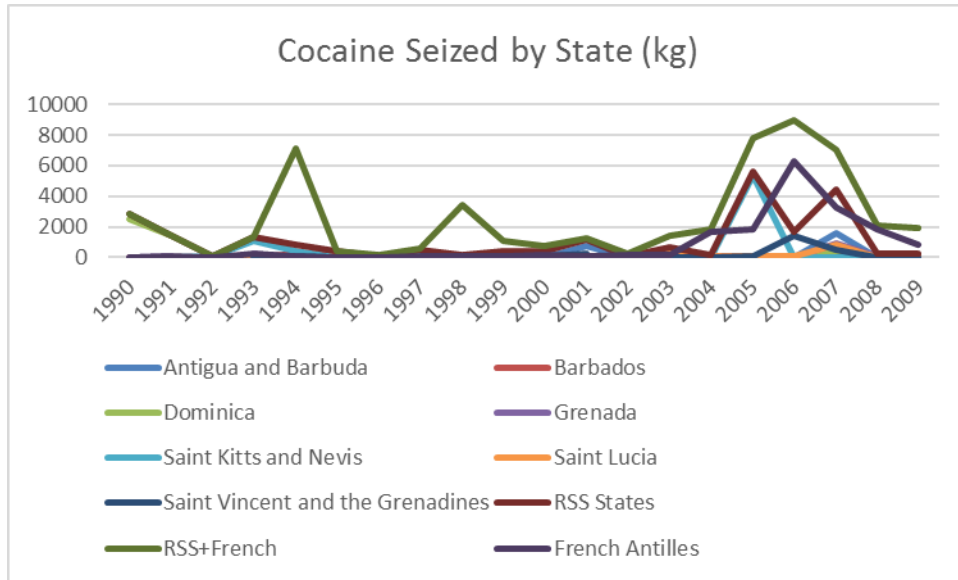 Cocaine Seized by State (kg)
10000
8000
6000
4000
2000
0
1990 1991 1992 1993 1994 1995 1996 1997 1998 1999 2000 2001 2002 2003 2004 2005 2006 2007 2008 2009
Antigua and Barbuda Barbados
Dominica Grenada
Saint Kitts and Nevis Saint Lucia
Saint Vincent and the Grenadines RSS States
RSS+French French Antilles